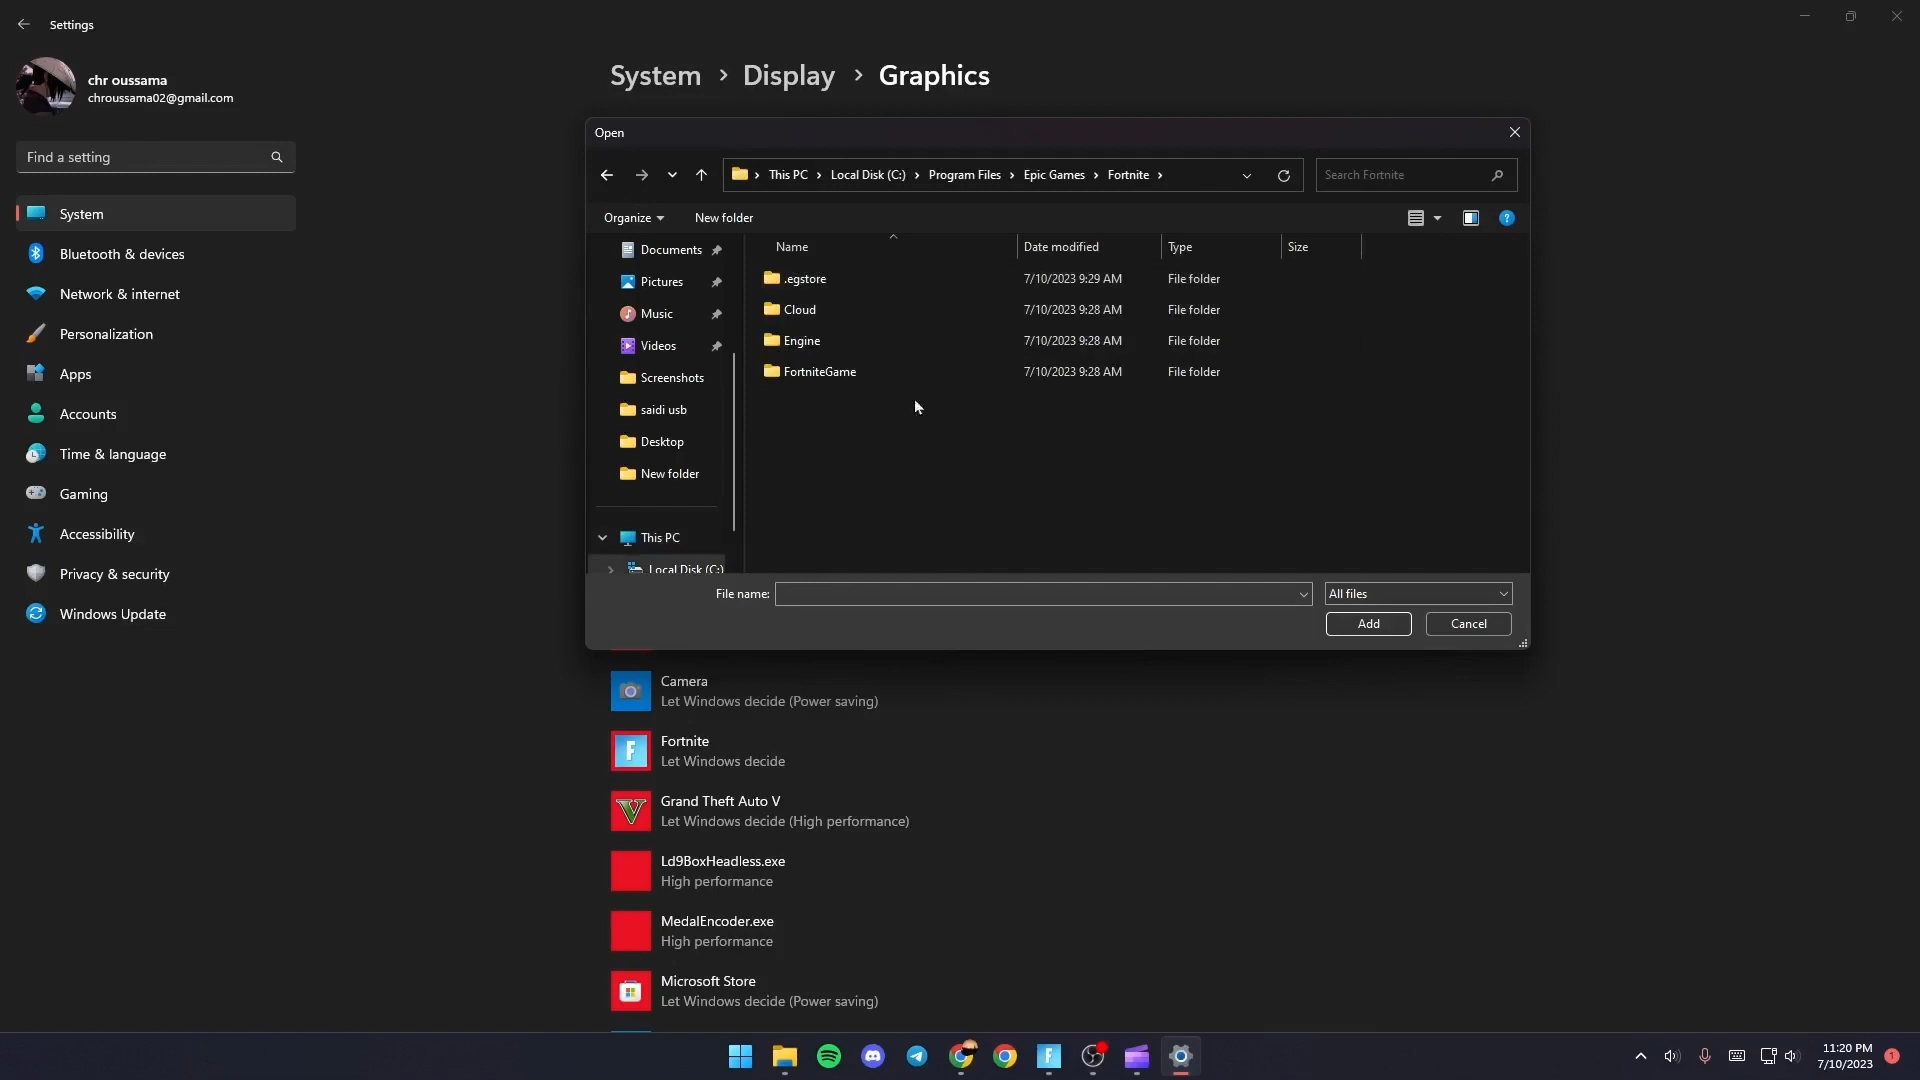 Settings
chr oussama
chroussama02@gmail.com
Find a setting
System
Bluetooth & devices
Network & internet
Personalization
Apps
Accounts
Time & language
Gaming
Accessibility
Privacy & security
Windows Update
System > Display > Graphics
Open
This PC > Local Disk (C:) > Program Files > Epic Games > Fortnite >
Search Fortnite
Organize
New folder
Documents
Pictures
Music
Videos
Screenshots
saidi usb
Desktop
New folder
This PC
Local Disk (C:)
Name Date modified Type Size
.egstore 7/10/2023 9:29 AM File folder
Cloud 7/10/2023 9:28 AM File folder
Engine 7/10/2023 9:28 AM File folder
FortniteGame 7/10/2023 9:28 AM File folder
File name:
All files
Add
Cancel
Camera
Let Windows decide (Power saving)
Fortnite
Let Windows decide
Grand Theft Auto V
Let Windows decide (High performance)
Ld9BoxHeadless.exe
High performance
MedalEncoder.exe
High performance
Microsoft Store
Let Windows decide (Power saving)
11:20 PM
7/10/2023
1